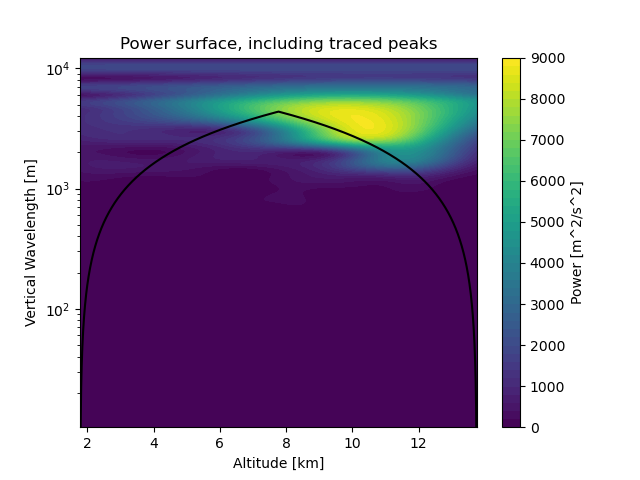 Power surface, including traced peaks
10^4
10^3
10^2
Vertical Wavelength [m]
2 4 6 8 10 12
Altitude [km]
9000
8000
7000
6000
5000
4000
3000
2000
1000
0
Power [m^2/s^2]